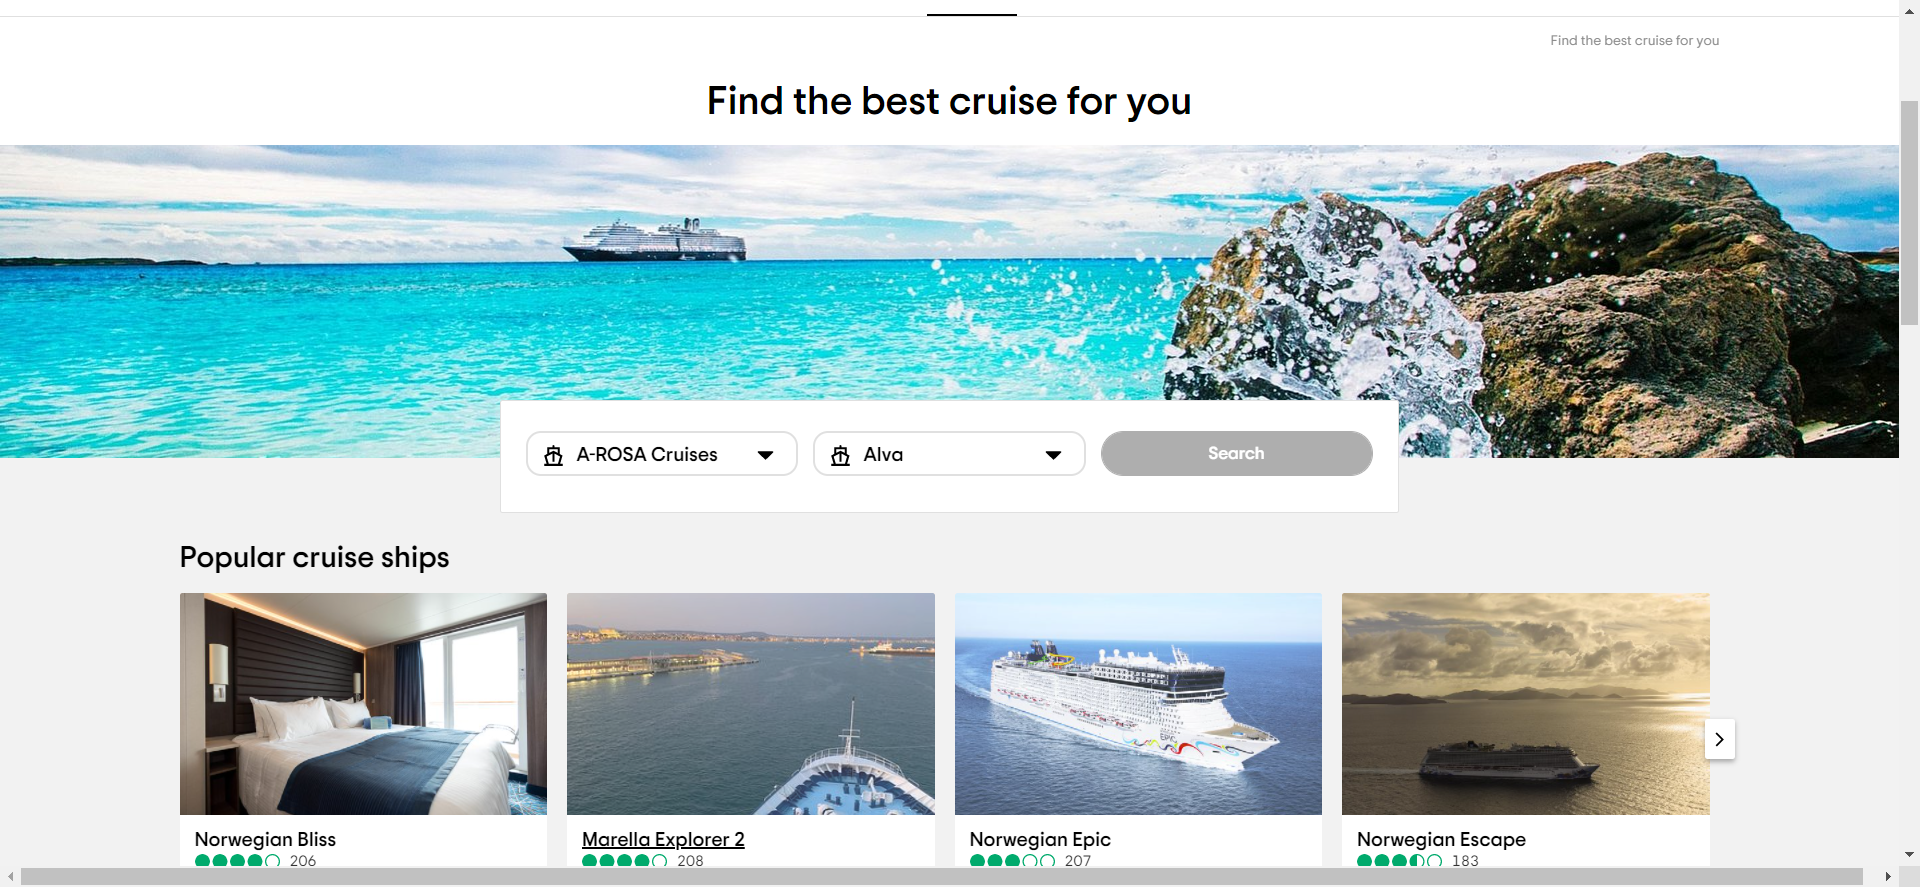 Find the best cruise for you
Find the best cruise for you
A-ROSA Cruises
Alva
Search
Popular cruise ships
EPIC
Norwegian Bliss
206
Marella Explorer 2
208
Norwegian Epic
207
Norwegian Escape
183